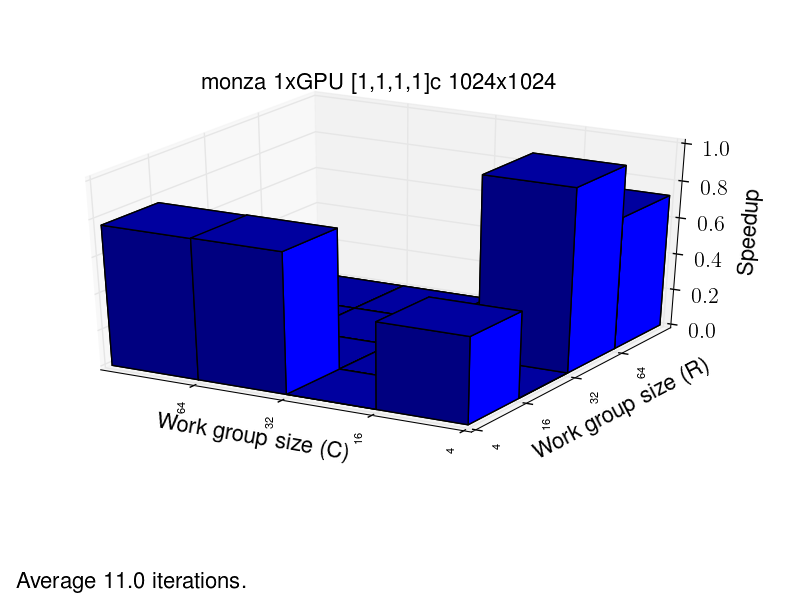 monza 1xGPU [1,1,1,1]c 1024x1024
1.0
0.8
0.6
0.4
0.2
0.0
Speedup
64
32
16
4
Work group size (C)
4
16
32
64
Work group size (R)
Average 11.0 iterations.